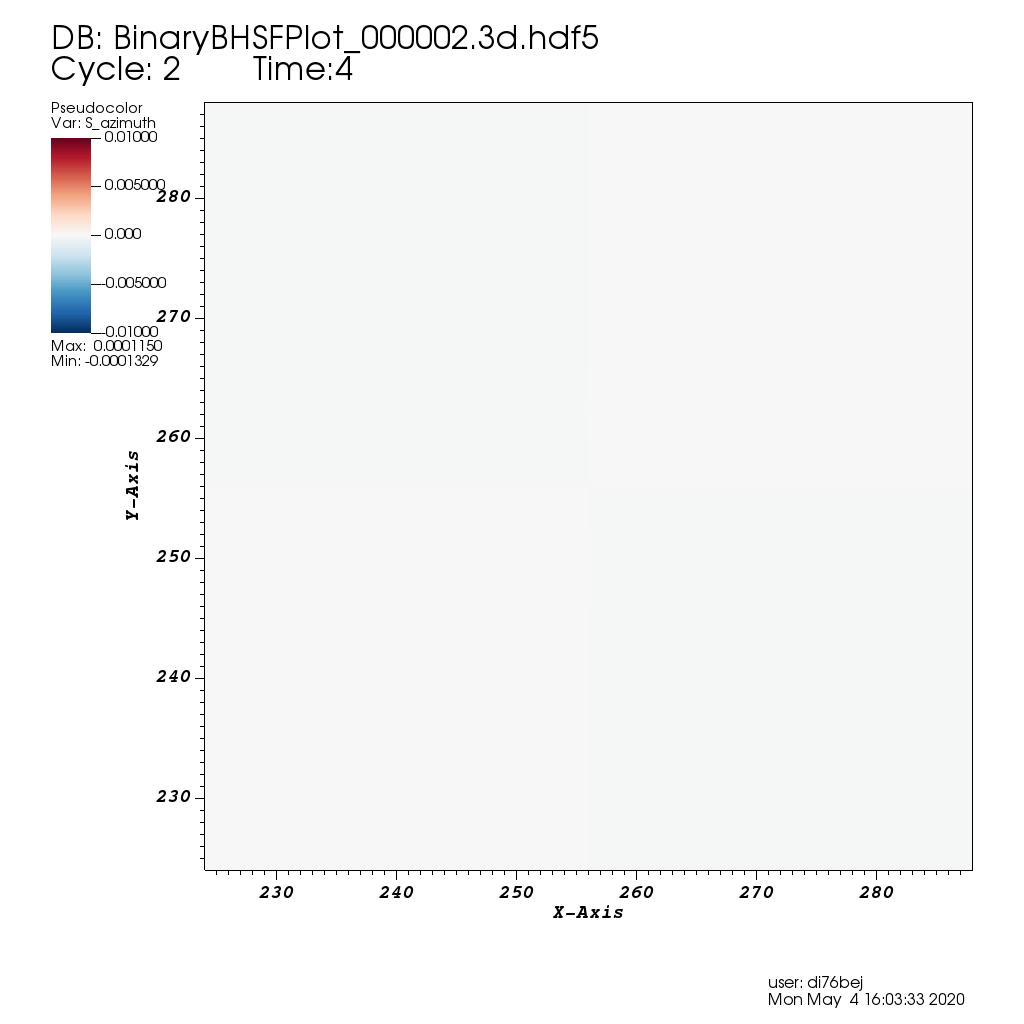 DB: BinaryBHSFPlot_000002.3d.hdf5
Cycle: 2 Time:4
Pseudocolor
Var: S_azimuth
0.01000
0.005000
0.000
-0.005000
-0.01000
Max: 0.0001150
Min: -0.0001329
280
270
260
250
240
230
Y-Axis
230 240 250 260 270 280
X-Axis
user: di76bej
Mon May 4 16:03:33 2020